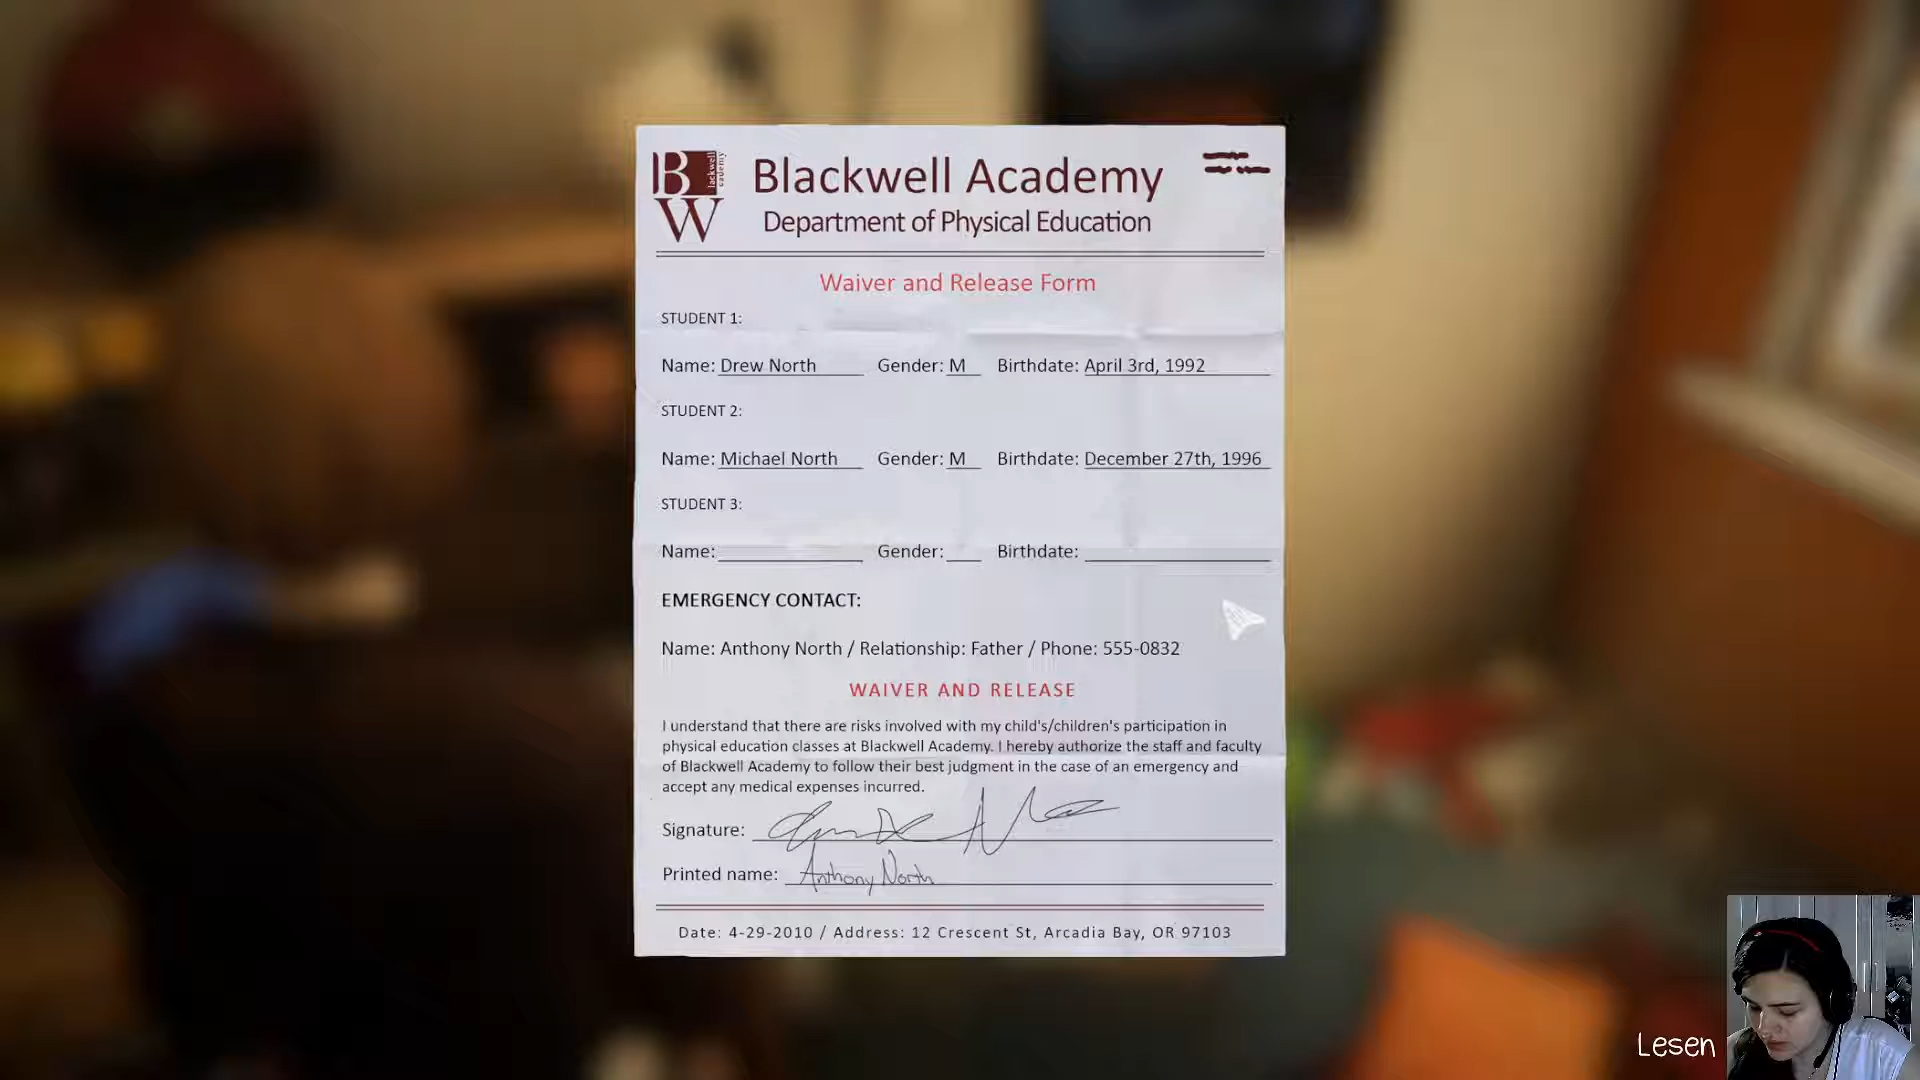 B lackwell cademy
W
Blackwell Academy
Department of Physical Education
Waiver and Release Form
STUDENT 1:
Name: Drew North Gender: M Birthdate: April 3rd, 1992
STUDENT 2:
Name: Michael North Gender: M Birthdate: December 27th, 1996
STUDENT 3:
Name: Gender: Birthdate:
EMERGENCY CONTACT:
Name: Anthony North / Relationship: Father / Phone: 555-0832
WAIVER AND RELEASE
I understand that there are risks involved with my child's/children's participation in
physical education classes at Blackwell Academy. I hereby authorize the staff and faculty
of Blackwell Academy to follow their best judgment in the case of an emergency and
accept any medical expenses incurred.
Signature:
Printed name: Anthony North
Date: 4-29-2010 / Address: 12 Crescent St, Arcadia Bay, OR 97103
Lesen